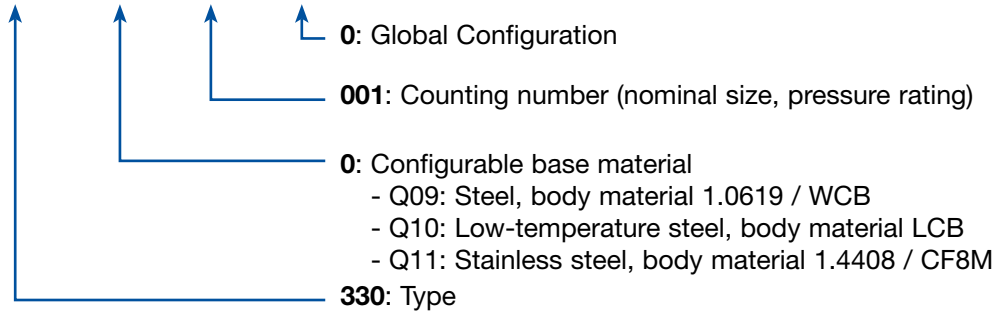 0: Global Configuration
001: Counting number (nominal size, pressure rating)
0: Configurable base material
- Q09: Steel, body material 1.0619 / WCB
- Q10: Low-temperature steel, body material LCB
- Q11: Stainless steel, body material 1.4408 / CF8M
330: Type